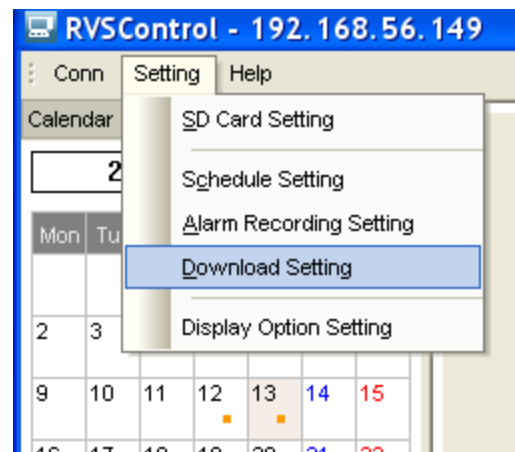 RVSControl - 192.168.56.149
Conn Setting Help
Calendar
SD Card Setting
2
Schedule Setting
Alarm Recording Setting
Mon Tu
Download Setting
2 3
Display Option Setting
9 10 11 12 13 14 15